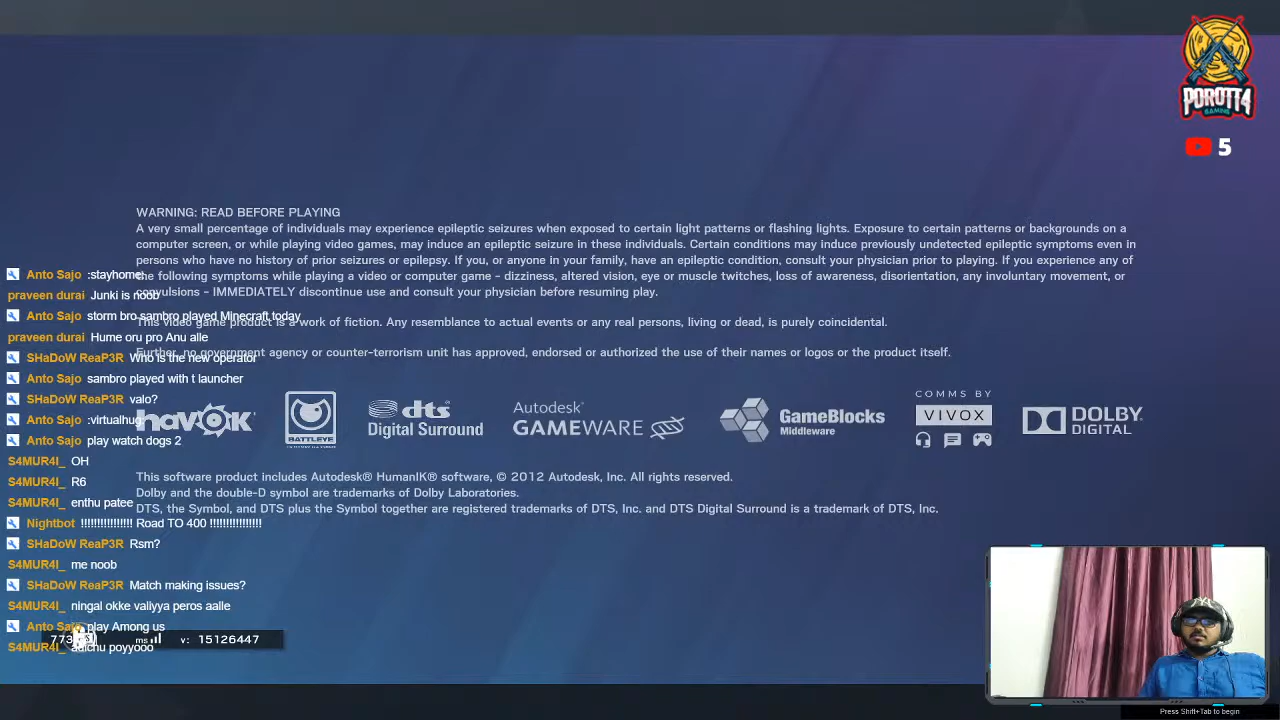 POROTT4
GAMING
5
WARNING: READ BEFORE PLAYING
A very small percentage of individuals may experience epileptic seizures when exposed to certain light patterns or flashing lights. Exposure to certain patterns or backgrounds on a
computer screen, or while playing video games, may induce an epileptic seizure in these individuals. Certain conditions may induce previously undetected epileptic symptoms even in
persons who have no history of prior seizures or epilepsy. If you, or anyone in your family, have an epileptic condition, consult your physician prior to playing. If you experience any of
the following symptoms while playing a video or computer game - dizziness, altered vision, eye or muscle twitches, loss of awareness, disorientation, any involuntary movement, or
convulsions - IMMEDIATELY discontinue use and consult your physician before resuming play.
This video game product is a work of fiction. Any resemblance to actual events or any real persons, living or dead, is purely coincidental.
Further, no government agency or counter-terrorism unit has approved, endorsed or authorized the use of their names or logos or the product itself.
havok
BATTLEYE
dts
Digital Surround
Autodesk®
GAMEWARE
GameBlocks
Middleware
COMMS BY
VIVOX
DOLBY
DIGITAL
This software product includes Autodesk® HumanIK® software, © 2012 Autodesk, Inc. All rights reserved.
Dolby and the double-D symbol are trademarks of Dolby Laboratories.
DTS, the Symbol, and DTS plus the Symbol together are registered trademarks of DTS, Inc. and DTS Digital Surround is a trademark of DTS, Inc.
Anto Sajo :stayhome:
praveen durai Junki is noob
Anto Sajo storm bro sambro played Minecraft today
praveen durai Hume oru pro Anu alle
SHaDoW ReaP3R Who is the new operator
Anto Sajo sambro played with t launcher
SHaDoW ReaP3R valo?
Anto Sajo :virtualhug
Anto Sajo play watch dogs 2
S4MUR4I_ OH
S4MUR4I_ R6
S4MUR4I_ enthu patee
Nightbot !!!!!!!!!!!!!!!! Road TO 400 !!!!!!!!!!!!!!!!
SHaDoW ReaP3R Rsm?
S4MUR4I_ me noob
SHaDoW ReaP3R Match making issues?
S4MUR4I_ ningal okke valiyya peros aalle
Anto Sajo play Among us
S4MUR4I_ adichu poyyooo
ms v: 15126447
Press Shift+Tab to begin